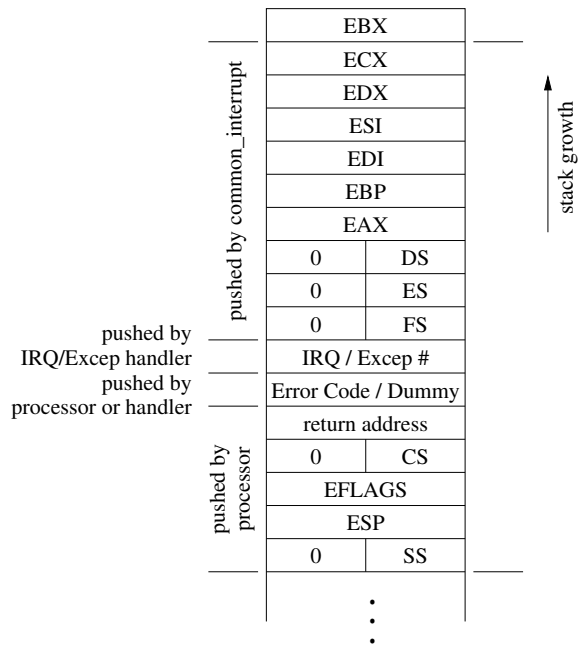 EBX
ECX
EDX
ESI
EDI
EBP
EAX
0 DS
0 ES
0 FS
IRQ / Excep #
Error Code / Dummy
return address
0 CS
EFLAGS
ESP
0 SS
pushed by common_interrupt
pushed by
IRQ/Excep handler
pushed by
processor or handler
pushed by
processor
stack growth